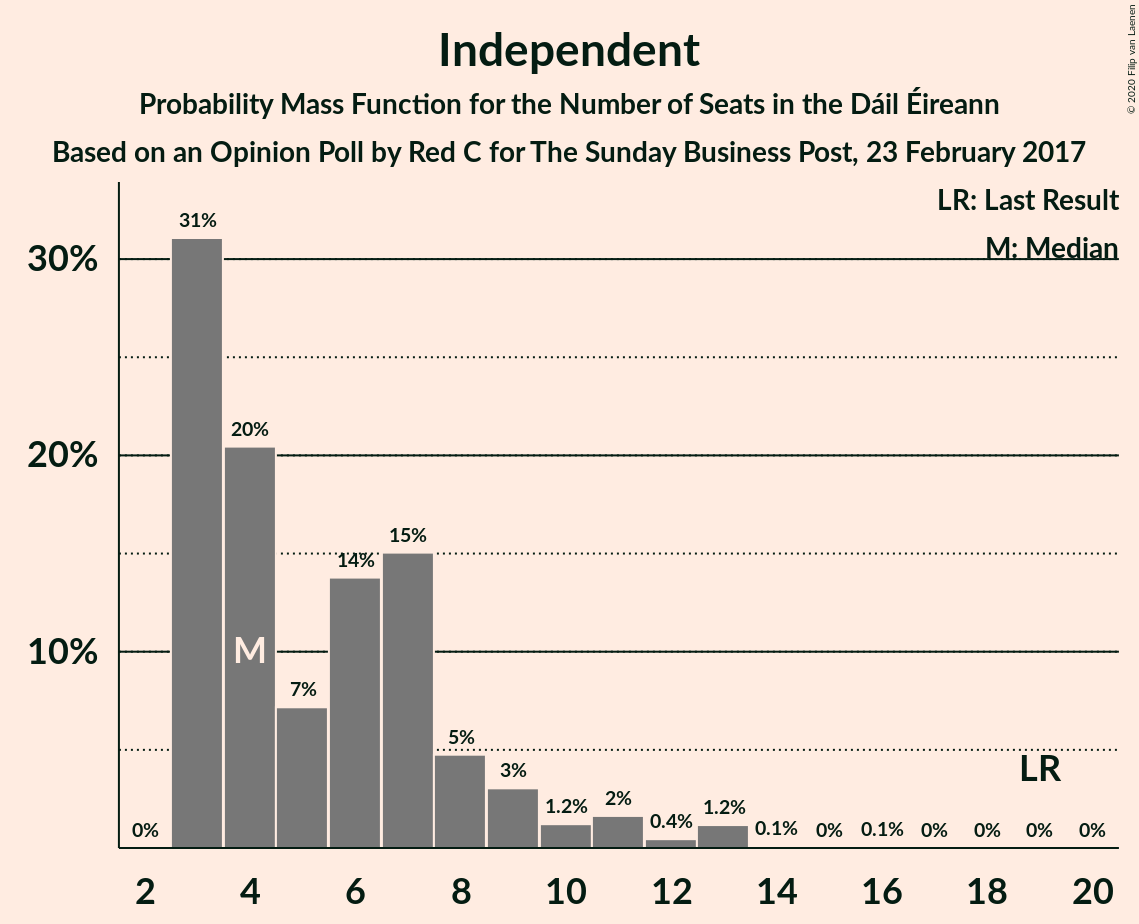 Independent
Probability Mass Function for the Number of Seats in the Dáil Éireann
Based on an Opinion Poll by Red C for The Sunday Business Post, 23 February 2017
© 2020 Filip van Laenen
LR: Last Result
M: Median
30%
20%
10%
0%
31%
20%
7%
14%
15%
5%
3%
1.2%
2%
0.4%
1.2%
0.1%
0%
0.1%
0%
0%
0%
0%
M
LR
2 4 6 8 10 12 14 16 18 20